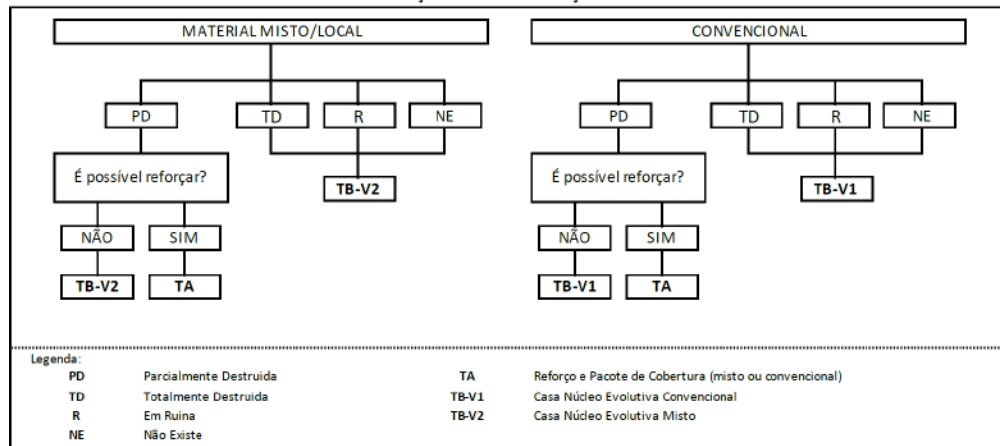 MATERIAL MISTO/LOCAL
PD TD R NE
É possível reforçar?
TB-V2
NÃO SIM
TB-V2 TA
CONVENCIONAL
PD TD R NE
É possível reforçar?
TB-V1
NÃO SIM
TB-V1 TA
Legenda:
PD Parcialmente Destruida
TD Totalmente Destruida
R Em Ruina
NE Não Existe
TA Reforço e Pacote de Cobertura (misto ou convencional)
TB-V1 Casa Núcleo Evolutiva Convencional
TB-V2 Casa Núcleo Evolutiva Misto